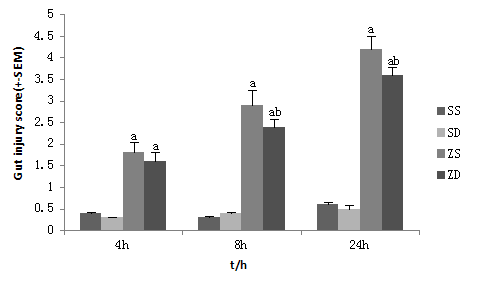 Gut injury score(+-SEM)
5
4.5
4
3.5
3
2.5
2
1.5
1
0.5
0
a
a
a
ab
a
ab
4h
8h
24h
t/h
SS
SD
ZS
ZD